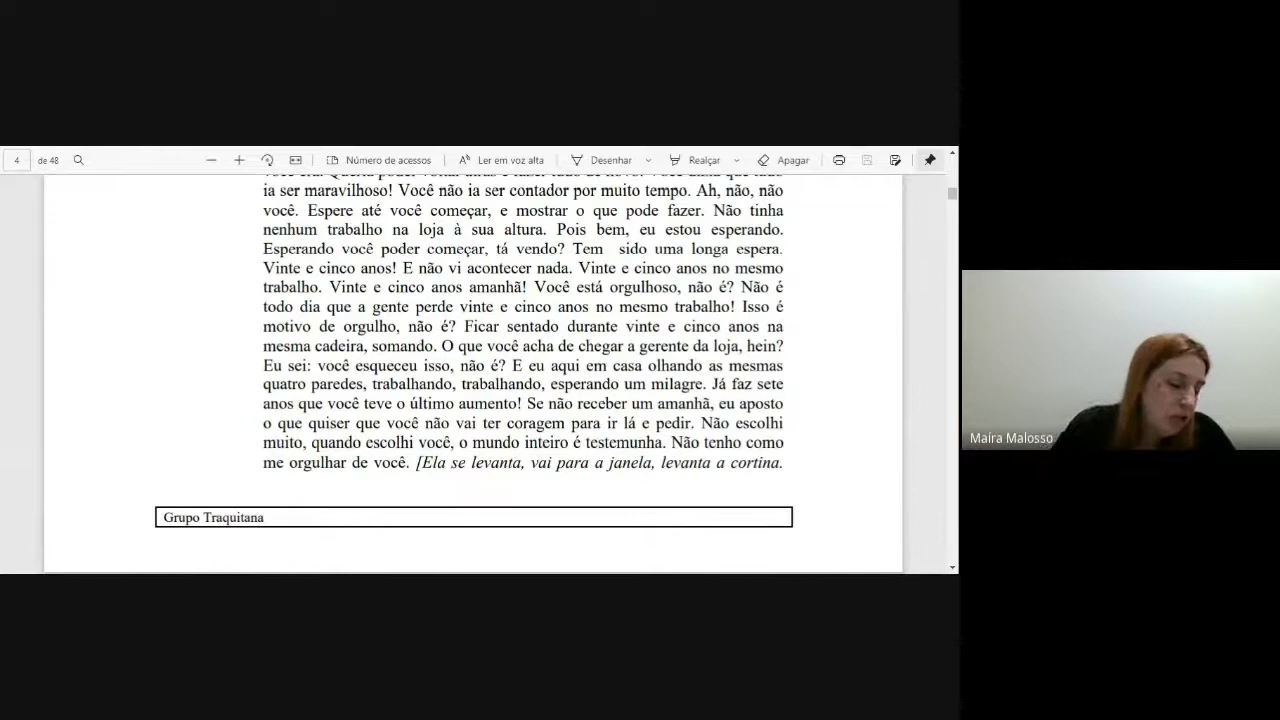 4 de 48 Número de acessos Ler em voz alta Desenhar Realçar Apagar
ia ser maravilhoso! Você não ia ser contador por muito tempo. Ah, não, não
você. Espere até você começar, e mostrar o que pode fazer. Não tinha
nenhum trabalho na loja à sua altura. Pois bem, eu estou esperando.
Esperando você poder começar, tá vendo? Tem sido uma longa espera.
Vinte e cinco anos! E não vi acontecer nada. Vinte e cinco anos no mesmo
trabalho. Vinte e cinco anos amanhã! Você está orgulhoso, não é? Não é
todo dia que a gente perde vinte e cinco anos no mesmo trabalho! Isso é
motivo de orgulho, não é? Ficar sentado durante vinte e cinco anos na
mesma cadeira, somando. O que você acha de chegar a gerente da loja, hein?
Eu sei: você esqueceu isso, não é? E eu aqui em casa olhando as mesmas
quatro paredes, trabalhando, trabalhando, esperando um milagre. Já faz sete
anos que você teve o último aumento! Se não receber um amanhã, eu aposto
o que quiser que você não vai ter coragem para ir lá e pedir. Não escolhi
muito, quando escolhi você, o mundo inteiro é testemunha. Não tenho como
me orgulhar de você. [Ela se levanta, vai para a janela, levanta a cortina.
Grupo Traquitana
Maíra Malosso